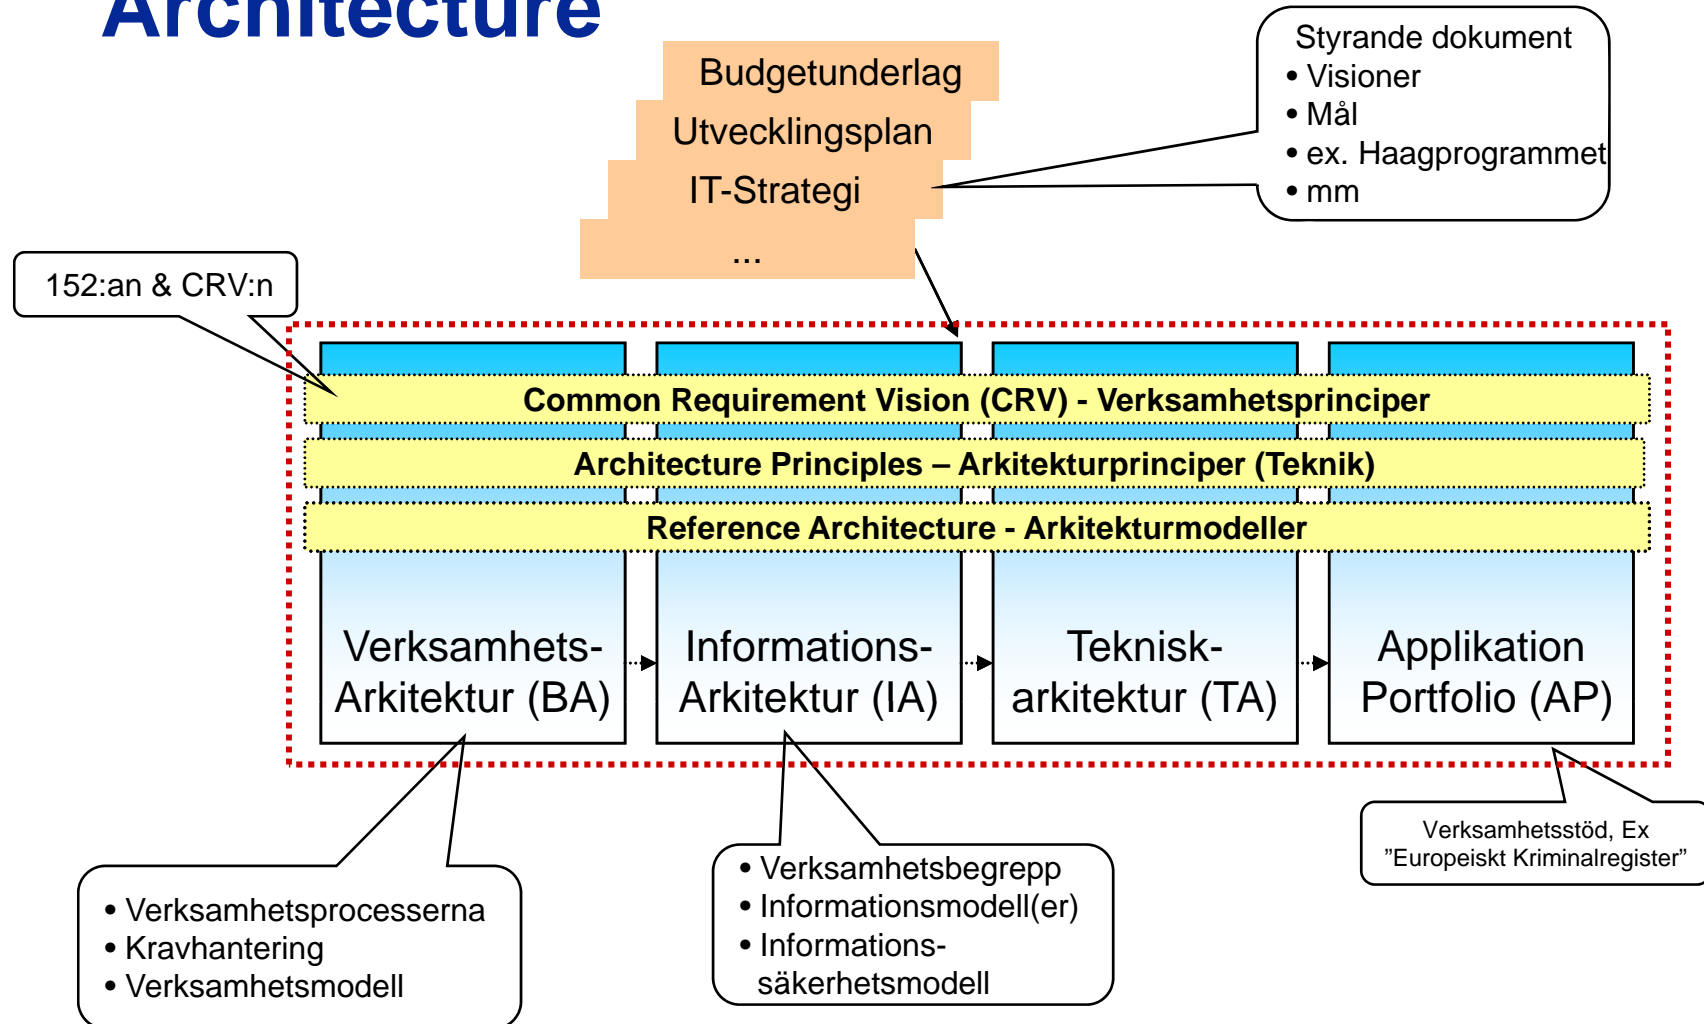 Architecture
Budgetunderlag
Utvecklingsplan
IT-Strategi
...
Styrande dokument
• Visioner
• Mål
• ex. Haagprogrammet
• mm
152:an & CRV:n
Common Requirement Vision (CRV) - Verksamhetsprinciper
Architecture Principles – Arkitekturprinciper (Teknik)
Reference Architecture - Arkitekturmodeller
Verksamhets-
Arkitektur (BA)
Informations-
Arkitektur (IA)
Teknisk-
arkitektur (TA)
Applikation
Portfolio (AP)
• Verksamhetsprocesserna
• Kravhantering
• Verksamhetsmodell
• Verksamhetsbegrepp
• Informationsmodell(er)
• Informations-
säkerhetsmodell
Verksamhetsstöd, Ex
”Europeiskt Kriminalregister”